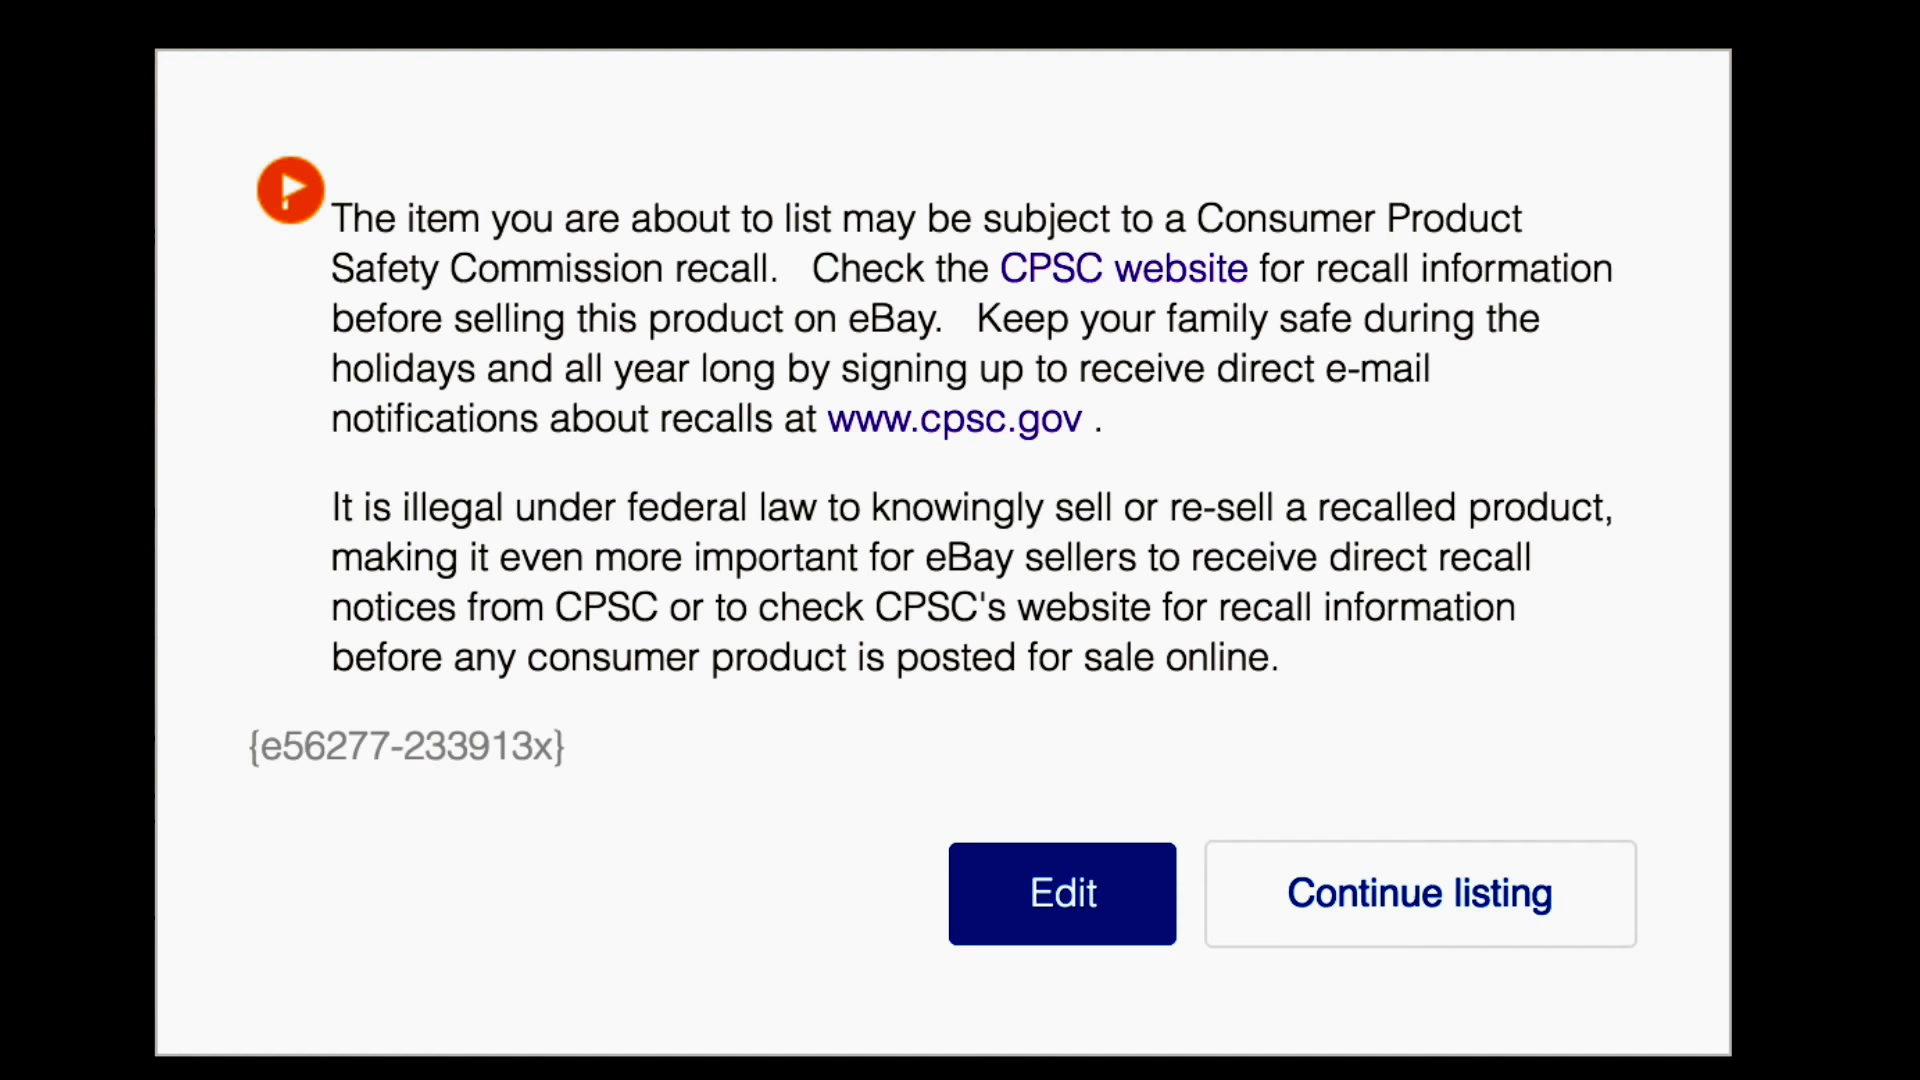 The item you are about to list may be subject to a Consumer Product
Safety Commission recall.   Check the CPSC website for recall information
before selling this product on eBay.   Keep your family safe during the
holidays and all year long by signing up to receive direct e-mail
notifications about recalls at www.cpsc.gov .
It is illegal under federal law to knowingly sell or re-sell a recalled product,
making it even more important for eBay sellers to receive direct recall
notices from CPSC or to check CPSC's website for recall information
before any consumer product is posted for sale online.
{e56277-233913x}
Edit
Continue listing